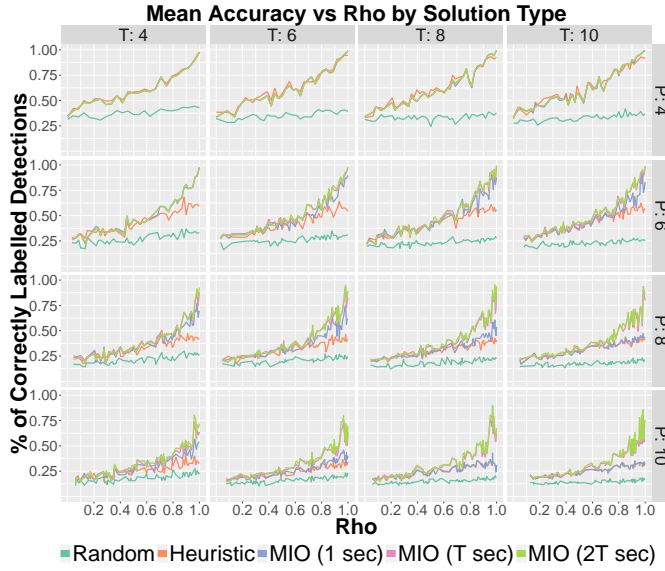 Mean Accuracy vs Rho by Solution Type
T: 4 T: 6 T: 8 T: 10
% of Correctly Labelled Detections
1.00
0.75
0.50
0.25
P: 4
1.00
0.75
0.50
0.25
P: 6
1.00
0.75
0.50
0.25
P: 8
1.00
0.75
0.50
0.25
P: 10
0.2 0.4 0.6 0.8 1.0 0.2 0.4 0.6 0.8 1.0 0.2 0.4 0.6 0.8 1.0 0.2 0.4 0.6 0.8 1.0
Rho
Random Heuristic MIO (1 sec) MIO (T sec) MIO (2T sec)